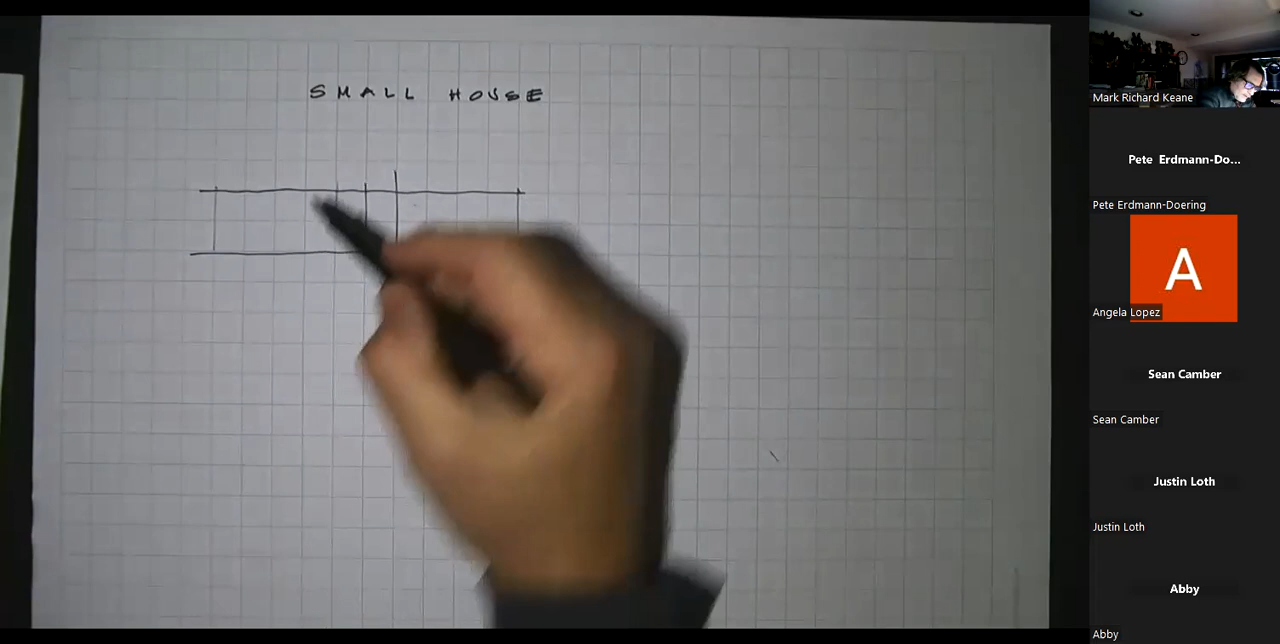 SMALL HOUSE
Mark Richard Keane
Pete Erdmann-Do...
Pete Erdmann-Doering
A
Angela Lopez
Sean Camber
Sean Camber
Justin Loth
Justin Loth
Abby
Abby